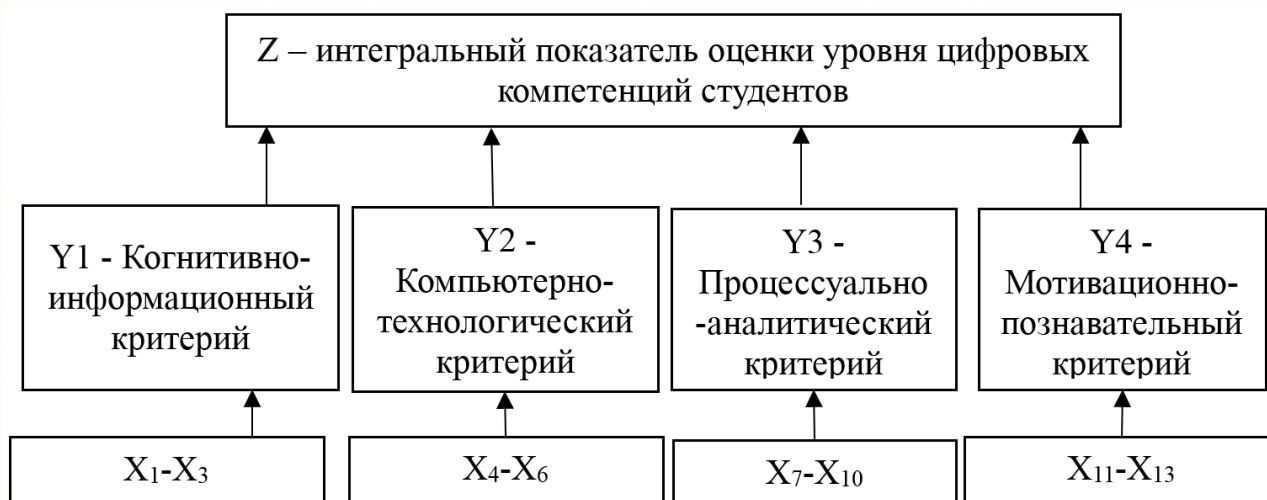 Z – интегральный показатель оценки уровня цифровых
компетенций студентов
Y1 - Когнитивно-
информационный
критерий
Y2 -
Компьютерно-
технологический
критерий
Y3 -
Процессуально
-аналитический
критерий
Y4 -
Мотивационно-
познавательный
критерий
X₁-X₃
X₄-X₆
X₇-X₁₀
X₁₁-X₁₃